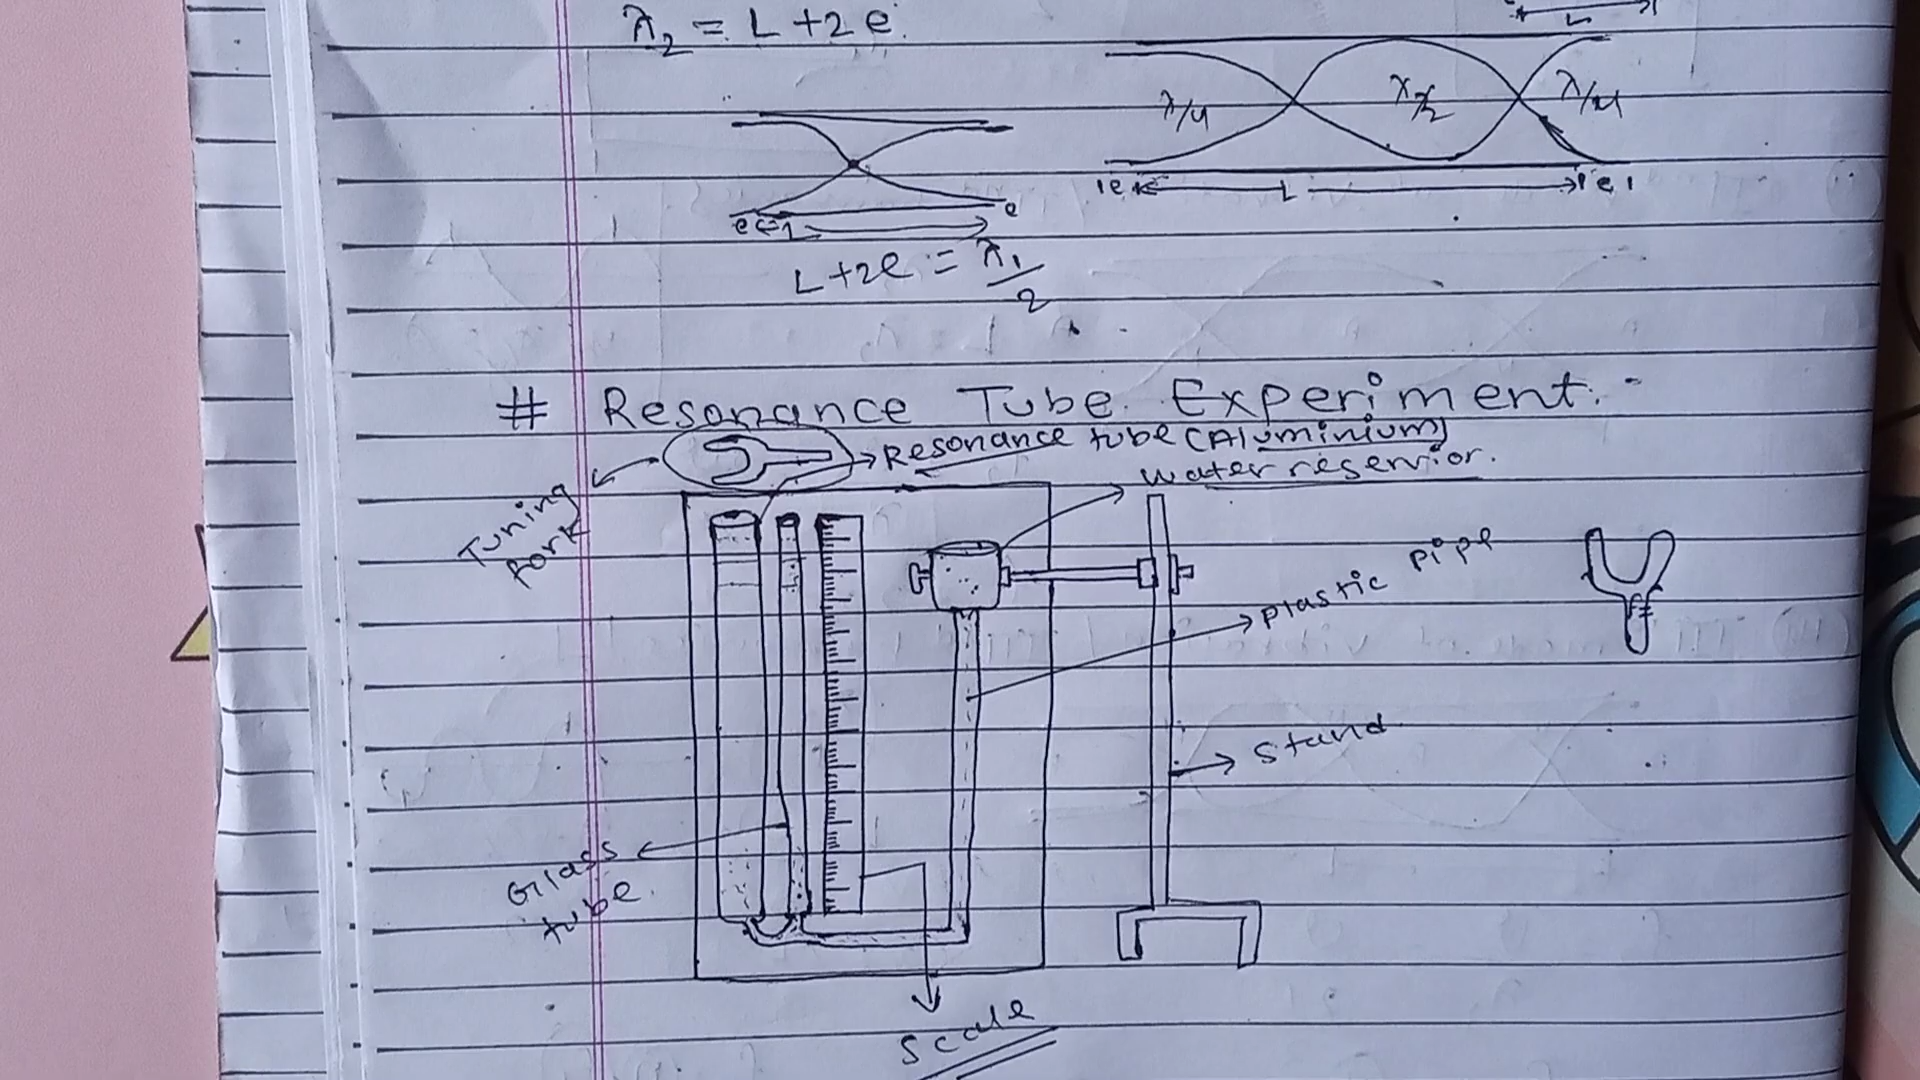 λ₂ = L + 2e
L
λ/4 λ/2 λ/4
e L e
e L e
L + 2e = λ₁/2
# Resonance Tube Experiment:-
Resonance tube (Aluminium)
water reservior.
Tuning
fork
plastic pipe
stand
Glass
tube
scale